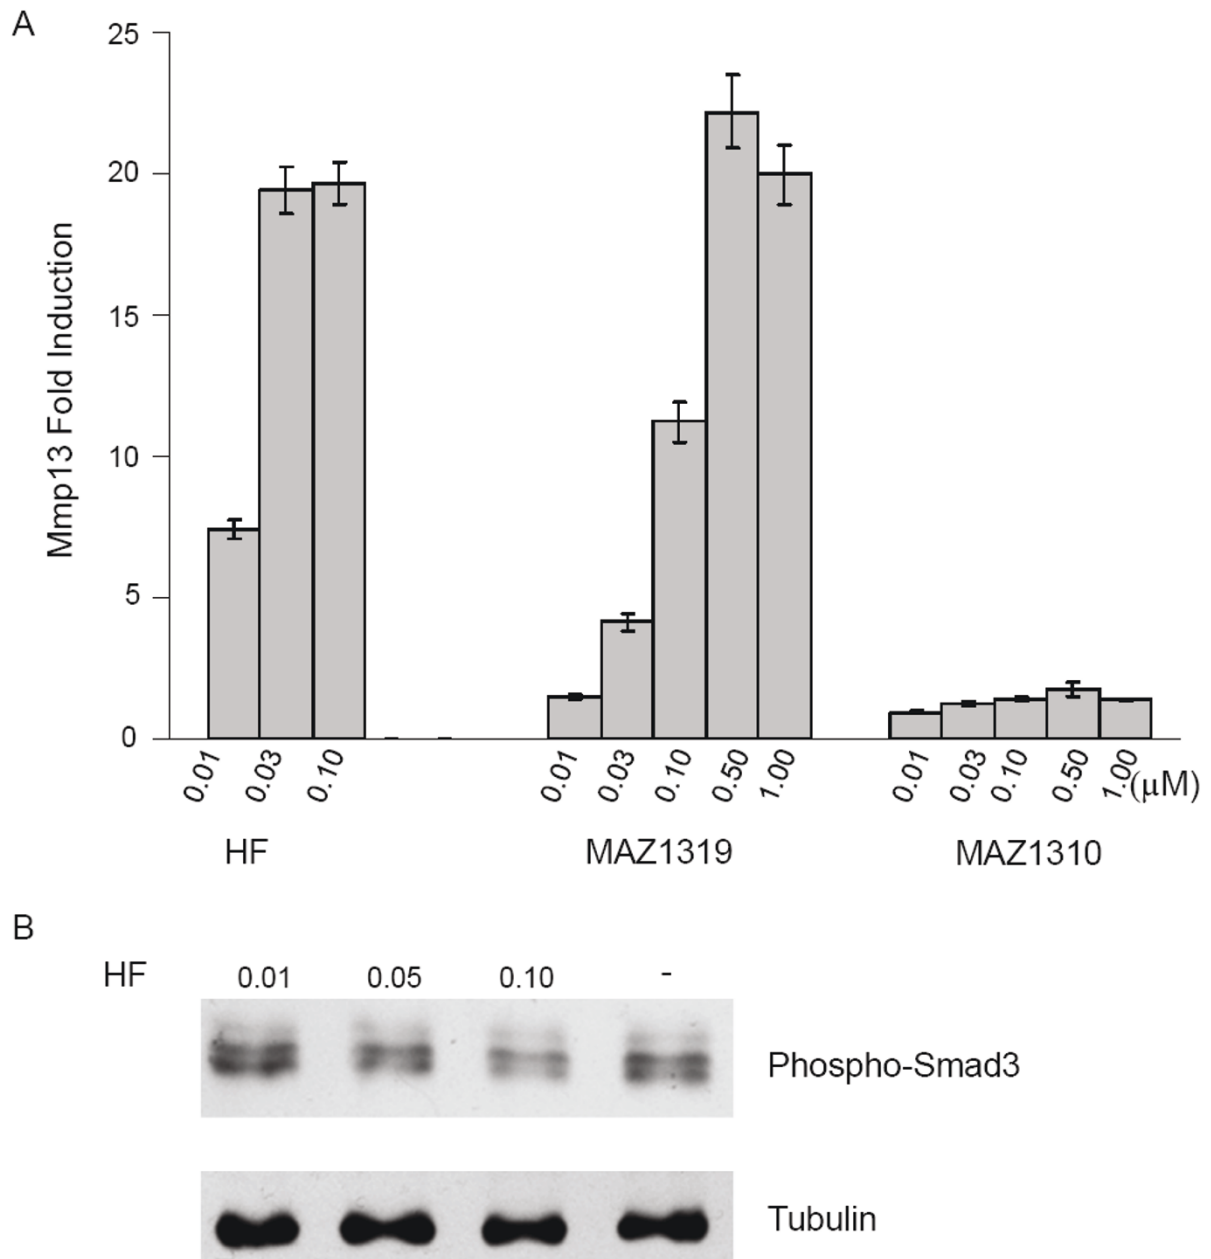 A
25
20
15
10
5
0
Mmp13 Fold Induction
0.01 0.03 0.10 0.01 0.03 0.10 0.50 1.00 0.01 0.03 0.10 0.50 1.00 (μM)
HF MAZ1319 MAZ1310
B
HF 0.01 0.05 0.10 -
Phospho-Smad3
Tubulin